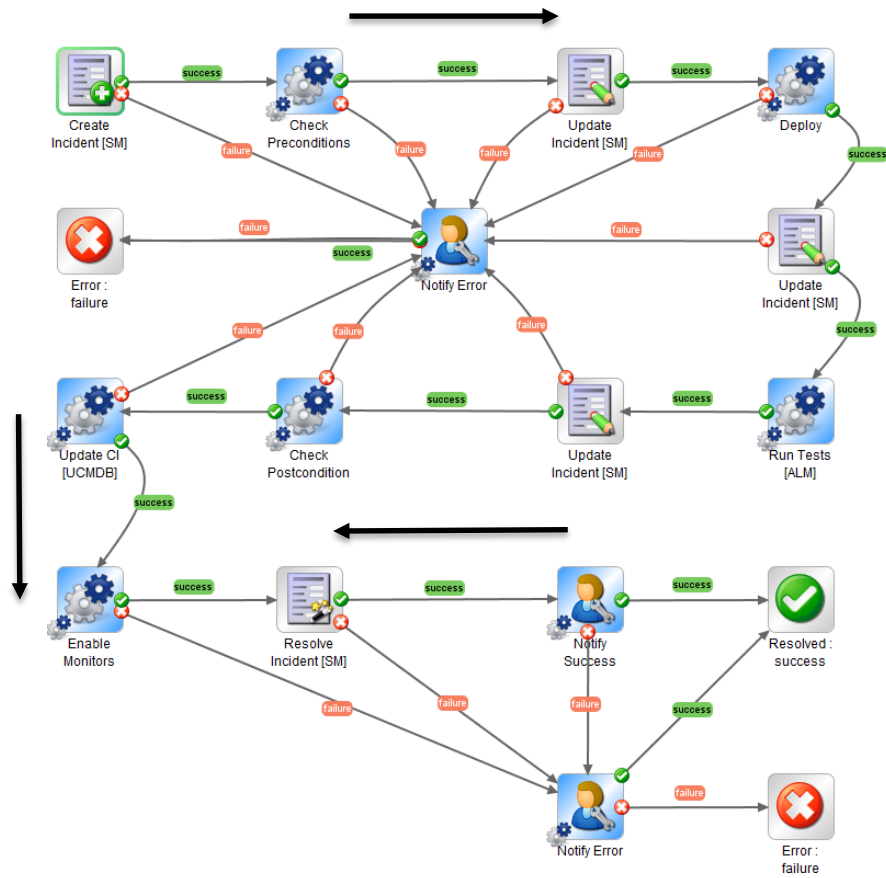 success
success
success
Create
Incident [SM]
Check
Preconditions
Update
Incident [SM]
Deploy
failure
failure
failure
failure
success
failure
failure
success
Error :
failure
Notify Error
Update
Incident [SM]
failure
failure
failure
success
success
success
success
Update CI
[UCMDB]
Check
Postcondition
Update
Incident [SM]
Run Tests
[ALM]
success
success
success
success
Enable
Monitors
Resolve
Incident [SM]
Notify
Success
Resolved :
success
failure
failure
failure
success
failure
Notify Error
Error :
failure